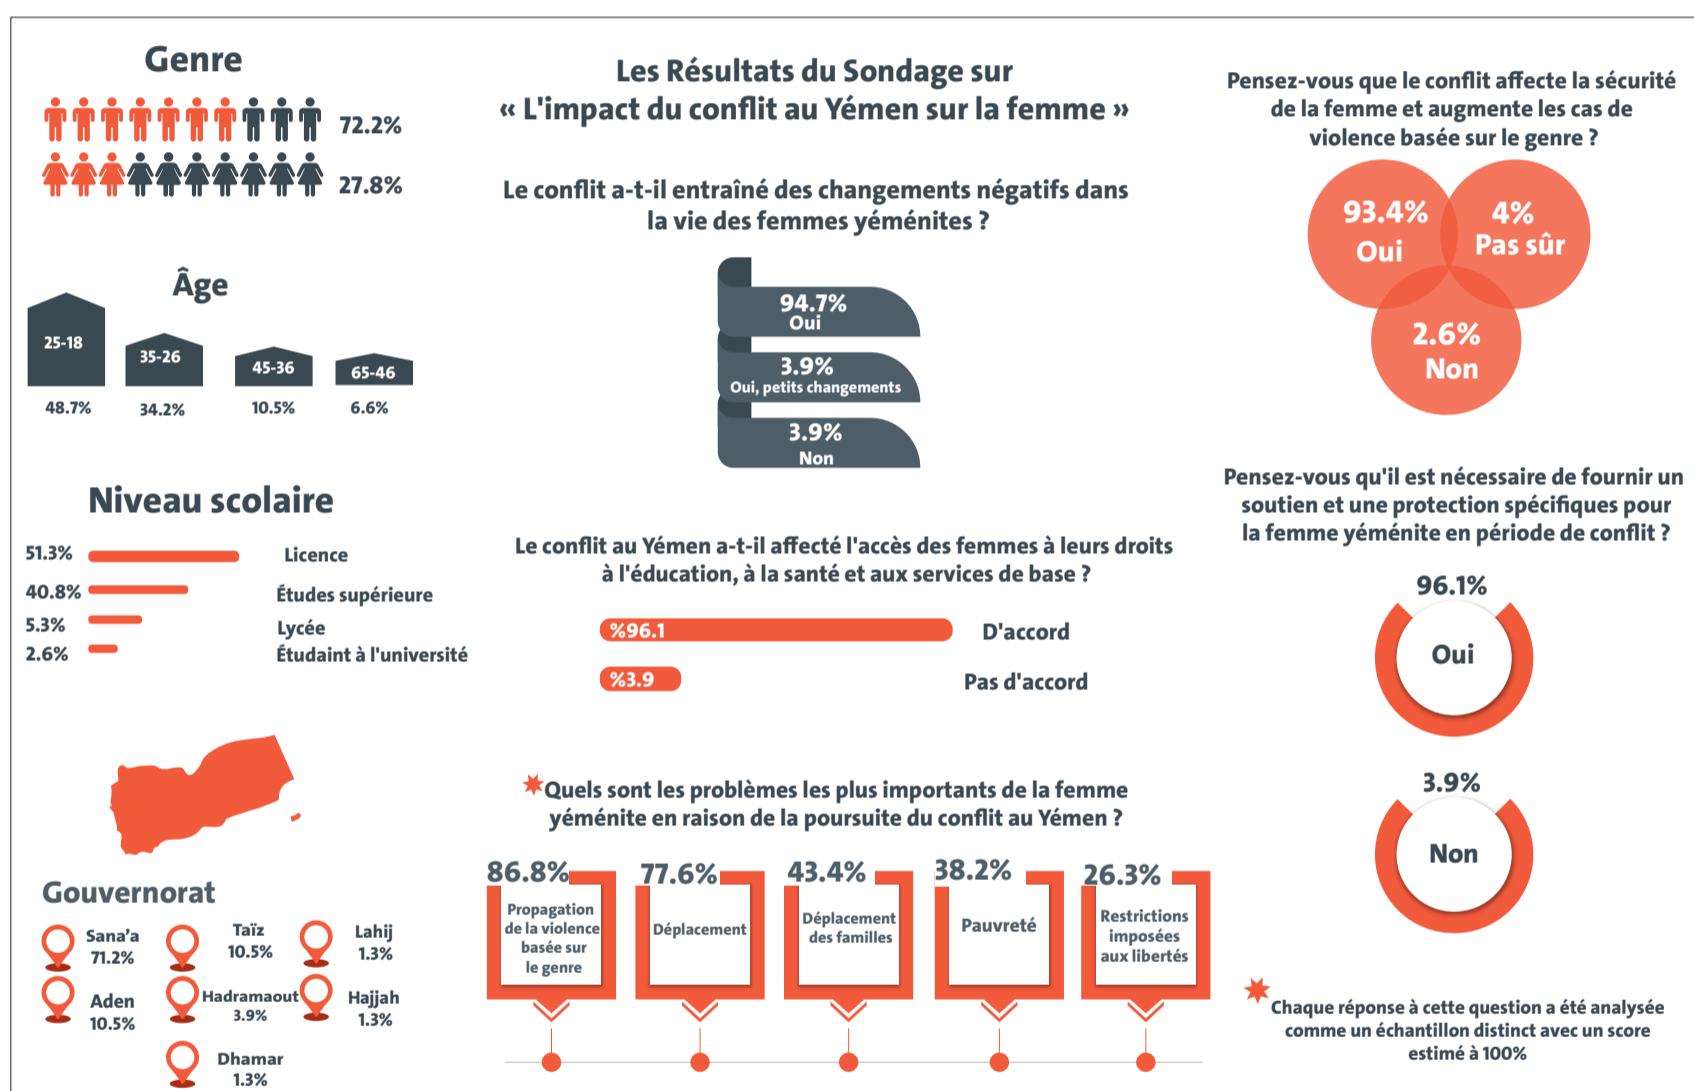 Genre
72.2%
27.8%
Âge
25-18
35-26
45-36
65-46
48.7%
34.2%
10.5%
6.6%
Niveau scolaire
51.3%
Licence
40.8%
Études supérieure
5.3%
Lycée
2.6%
Étudaint à l'université
Gouvernorat
Sana'a
71.2%
Taïz
10.5%
Lahij
1.3%
Aden
10.5%
Hadramaout
3.9%
Hajjah
1.3%
Dhamar
1.3%
Les Résultats du Sondage sur
« L'impact du conflit au Yémen sur la femme »
Le conflit a-t-il entraîné des changements négatifs dans
la vie des femmes yéménites ?
94.7%
Oui
3.9%
Oui, petits changements
3.9%
Non
Le conflit au Yémen a-t-il affecté l'accès des femmes à leurs droits
à l'éducation, à la santé et aux services de base ?
%96.1
D'accord
%3.9
Pas d'accord
Quels sont les problèmes les plus importants de la femme
yéménite en raison de la poursuite du conflit au Yémen ?
86.8%
Propagation
de la violence
basée sur
le genre
77.6%
Déplacement
43.4%
Déplacement
des familles
38.2%
Pauvreté
26.3%
Restrictions
imposées
aux libertés
Pensez-vous que le conflit affecte la sécurité
de la femme et augmente les cas de
violence basée sur le genre ?
93.4%
Oui
4%
Pas sûr
2.6%
Non
Pensez-vous qu'il est nécessaire de fournir un
soutien et une protection spécifiques pour
la femme yéménite en période de conflit ?
96.1%
Oui
3.9%
Non
Chaque réponse à cette question a été analysée
comme un échantillon distinct avec un score
estimé à 100%